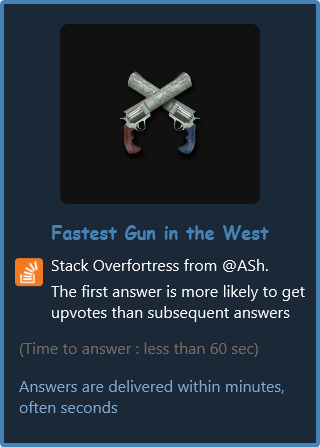 Fastest Gun in the West
Stack Overfortress from @ASh.
The first answer is more likely to get
upvotes than subsequent answers
(Time to answer : less than 60 sec)
Answers are delivered within minutes,
often seconds